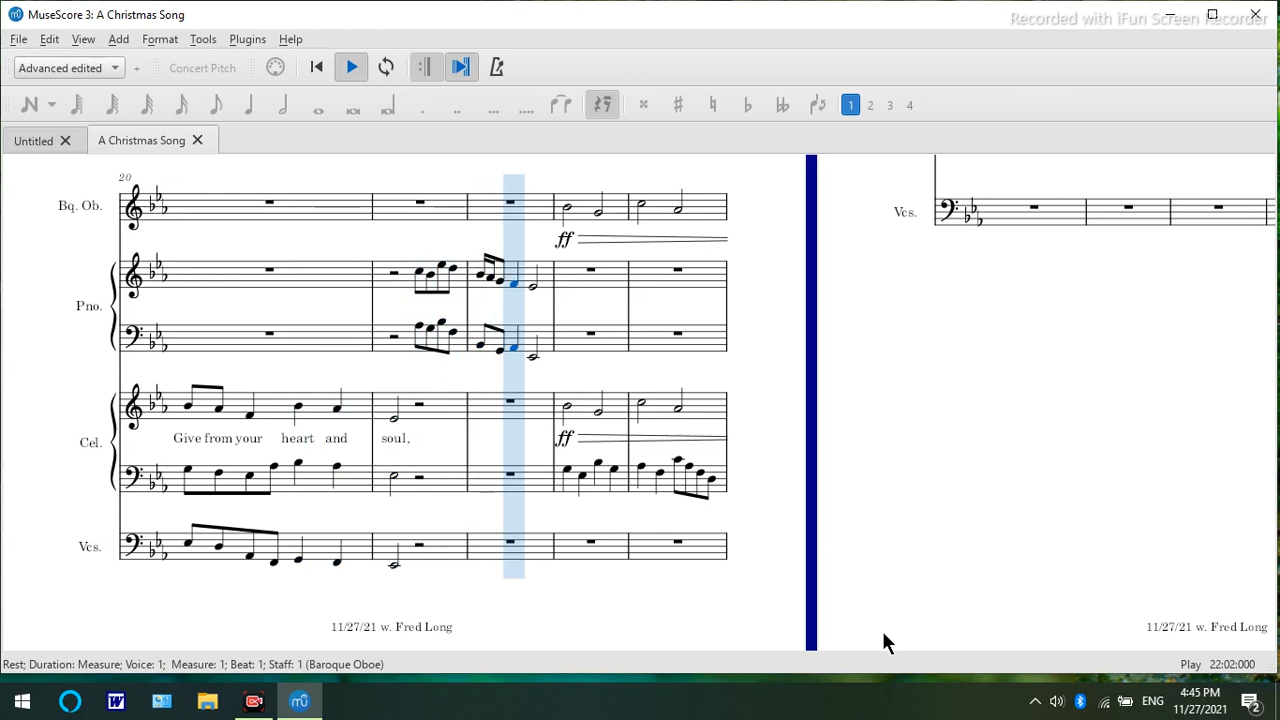 MuseScore 3: A Christmas Song
Recorded with iFun Screen Recorder
File Edit View Add Format Tools Plugins Help
Advanced edited + Concert Pitch
1 2 3 4
Untitled A Christmas Song
20
Bq. Ob.
ff
Vcs.
Pno.
ff
Cel.
Give from your heart and soul,
Vcs.
11/27/21 w. Fred Long
11/27/21 w. Fred Long
Rest; Duration: Measure; Voice: 1; Measure: 1; Beat: 1; Staff: 1 (Baroque Oboe)
Play 22:02:000
ENG
4:45 PM
11/27/2021
2